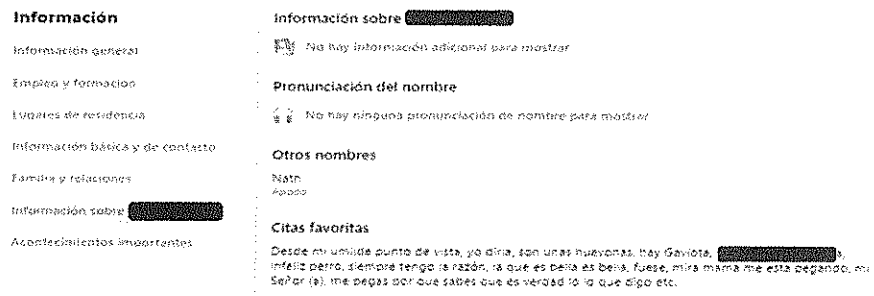 Información
Información general
Empleo y formación
Lugares de residencia
Información básica y de contacto
Familia y relaciones
Información sobre
Acontecimientos importantes
Información sobre
No hay información adicional para mostrar
Pronunciación del nombre
No hay ninguna pronunciación de nombre para mostrar
Otros nombres
Apodo
Citas favoritas
Desde mi umilde punto de vista, yo diria, son unas huevonas, hay Gaviota,
infeliz perro, siempre tengo la razón, la que es bella es bella, fuese, mira mamá me esta pegando,
Señor (a), me pegas por que sabes que es verdad lo que digo etc.